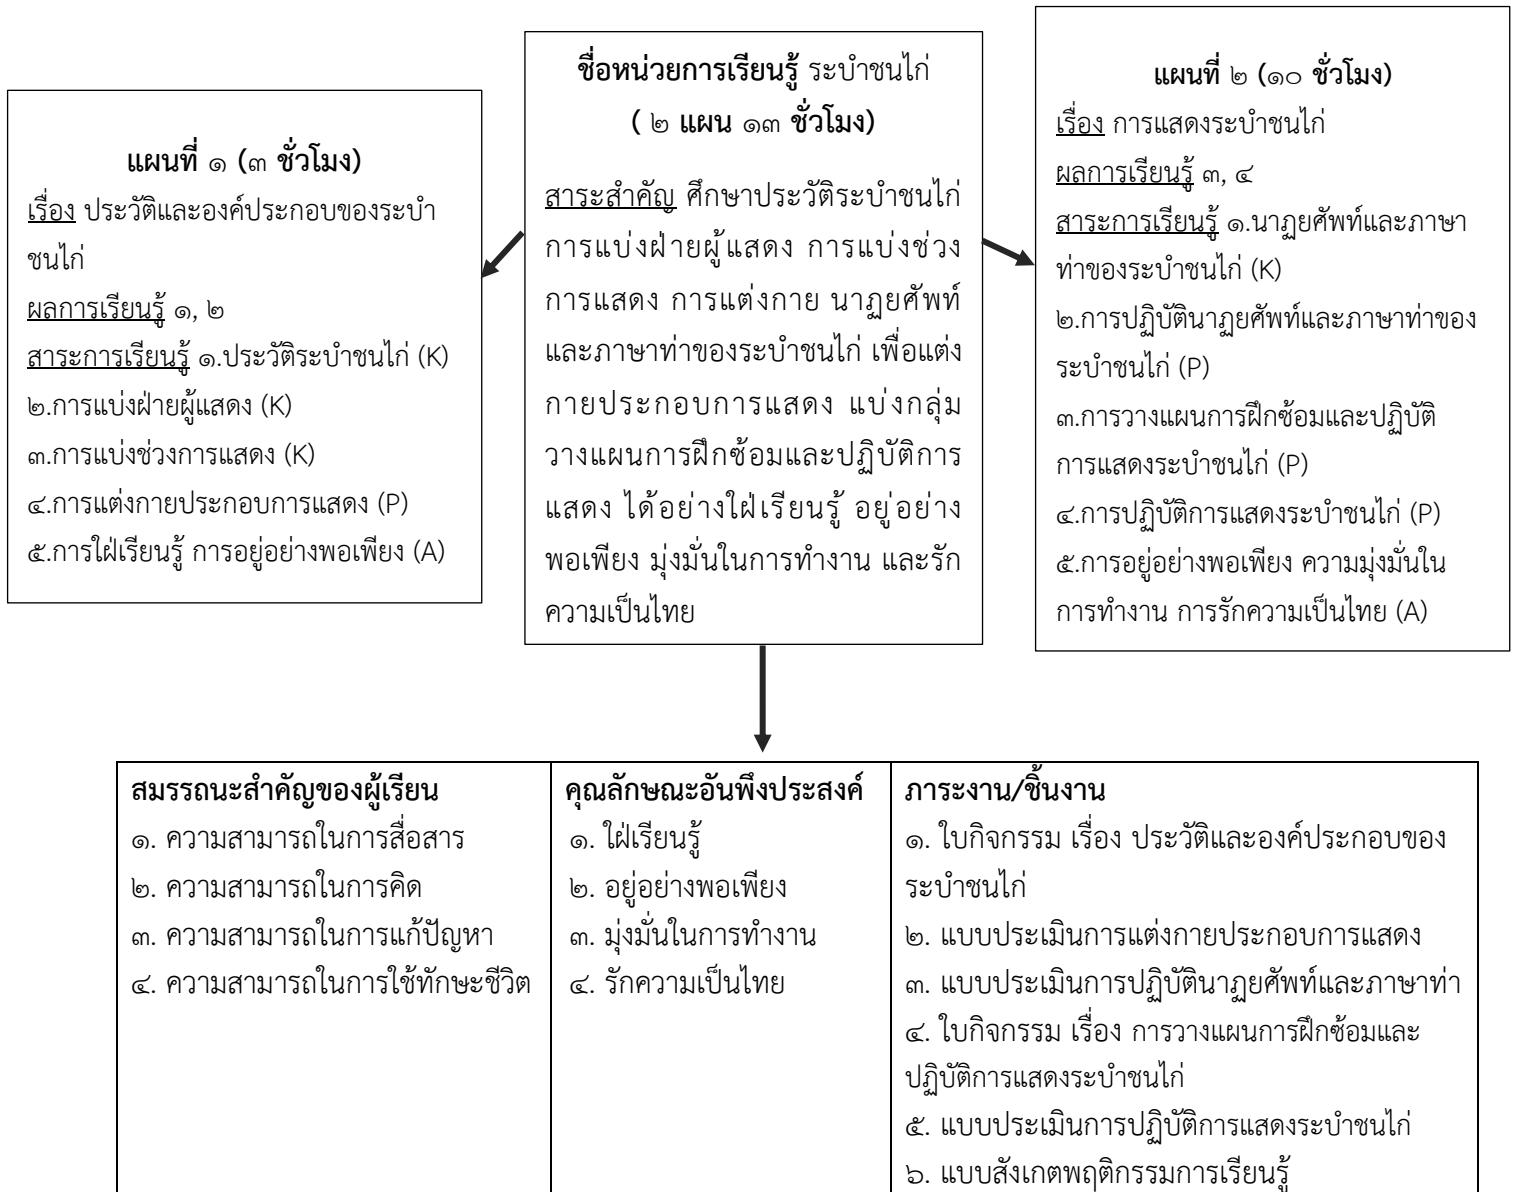 ชื่อหน่วยการเรียนรู้ ระบำชนไก่
( ๒ แผน ๑๓ ชั่วโมง)
สาระสำคัญ ศึกษาประวัติระบำชนไก่
การแบ่งฝ่ายผู้แสดง การแบ่งช่วง
การแสดง การแต่งกาย นาฏยศัพท์
และภาษาท่าของระบำชนไก่ เพื่อแต่ง
กายประกอบการแสดง แบ่งกลุ่ม
วางแผนการฝึกซ้อมและปฏิบัติการ
แสดง ได้อย่างใฝ่เรียนรู้ อยู่อย่าง
พอเพียง มุ่งมั่นในการทำงาน และรัก
ความเป็นไทย
แผนที่ ๑ (๓ ชั่วโมง)
เรื่อง ประวัติและองค์ประกอบของระบำ
ชนไก่
ผลการเรียนรู้ ๑, ๒
สาระการเรียนรู้ ๑.ประวัติระบำชนไก่ (K)
๒.การแบ่งฝ่ายผู้แสดง (K)
๓.การแบ่งช่วงการแสดง (K)
๔.การแต่งกายประกอบการแสดง (P)
๕.การใฝ่เรียนรู้ การอยู่อย่างพอเพียง (A)
แผนที่ ๒ (๑๐ ชั่วโมง)
เรื่อง การแสดงระบำชนไก่
ผลการเรียนรู้ ๓, ๔
สาระการเรียนรู้ ๑.นาฏยศัพท์และภาษา
ท่าของระบำชนไก่ (K)
๒.การปฏิบัตินาฏยศัพท์และภาษาท่าของ
ระบำชนไก่ (P)
๓.การวางแผนการฝึกซ้อมและปฏิบัติ
การแสดงระบำชนไก่ (P)
๔.การปฏิบัติการแสดงระบำชนไก่ (P)
๕.การอยู่อย่างพอเพียง ความมุ่งมั่นใน
การทำงาน การรักความเป็นไทย (A)
สมรรถนะสำคัญของผู้เรียน
๑. ความสามารถในการสื่อสาร
๒. ความสามารถในการคิด
๓. ความสามารถในการแก้ปัญหา
๔. ความสามารถในการใช้ทักษะชีวิต
คุณลักษณะอันพึงประสงค์
๑. ใฝ่เรียนรู้
๒. อยู่อย่างพอเพียง
๓. มุ่งมั่นในการทำงาน
๔. รักความเป็นไทย
ภาระงาน/ชิ้นงาน
๑. ใบกิจกรรม เรื่อง ประวัติและองค์ประกอบของ
ระบำชนไก่
๒. แบบประเมินการแต่งกายประกอบการแสดง
๓. แบบประเมินการปฏิบัตินาฏยศัพท์และภาษาท่า
๔. ใบกิจกรรม เรื่อง การวางแผนการฝึกซ้อมและ
ปฏิบัติการแสดงระบำชนไก่
๕. แบบประเมินการปฏิบัติการแสดงระบำชนไก่
๖. แบบสังเกตพฤติกรรมการเรียนรู้